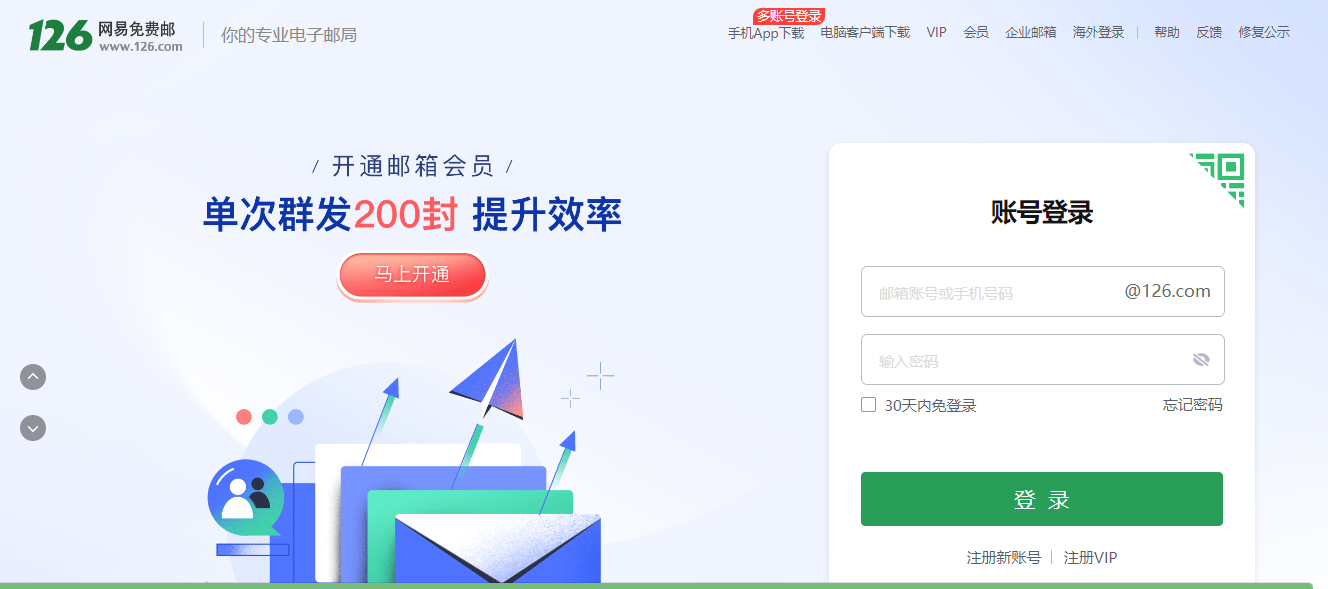 126 网易免费邮
www.126.com
你的专业电子邮局
多账号登录
手机App下载 电脑客户端下载 VIP 会员 企业邮箱 海外登录 帮助 反馈 修复公示
/ 开通邮箱会员 /
单次群发200封 提升效率
马上开通
账号登录
邮箱账号或手机号码 @126.com
输入密码
30天内免登录 忘记密码
登 录
注册新账号 注册VIP